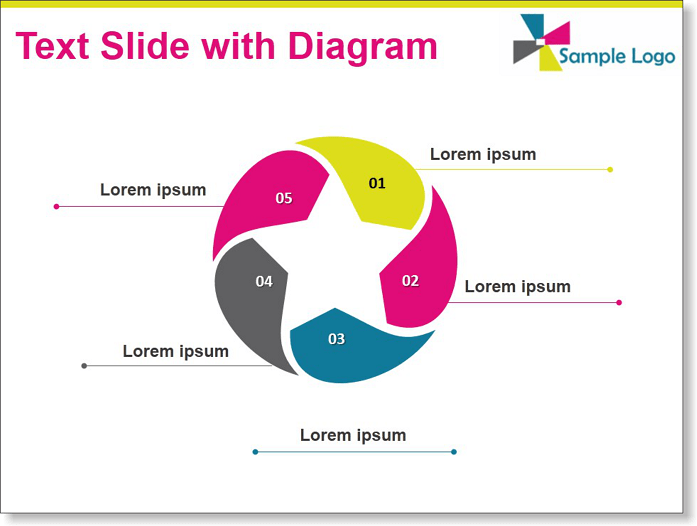 Text Slide with Diagram
Sample Logo
Lorem ipsum
01
Lorem ipsum
05
02
Lorem ipsum
04
03
Lorem ipsum
Lorem ipsum